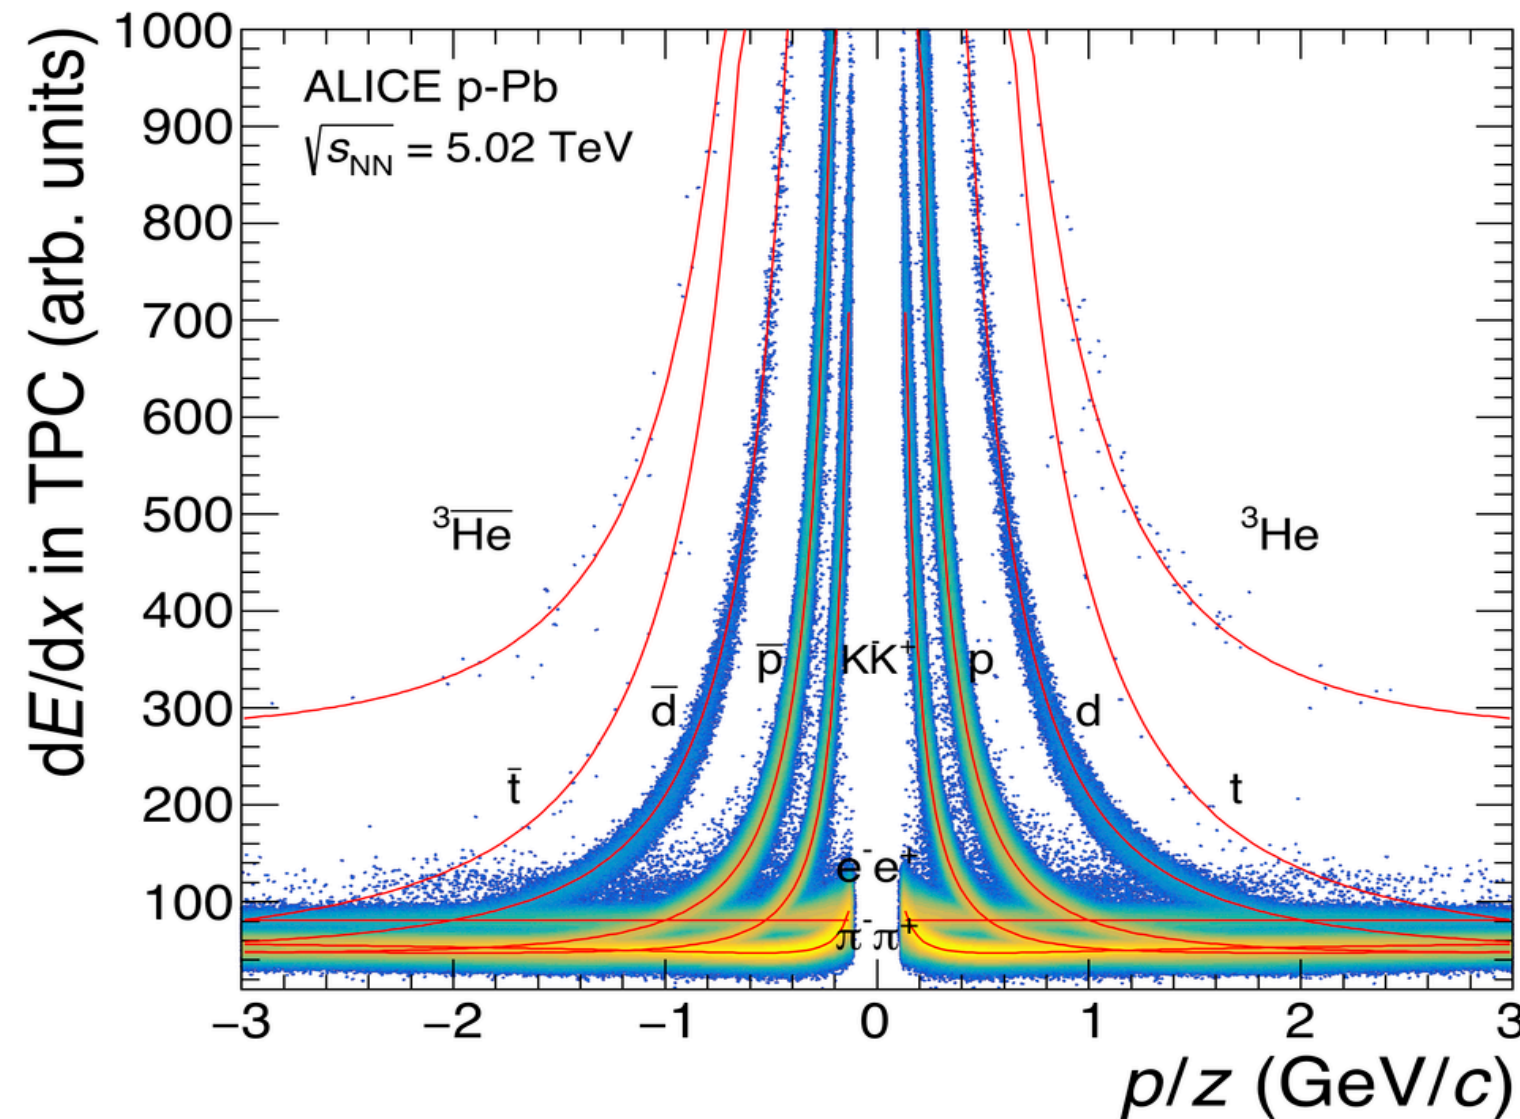 dE/dx in TPC (arb. units)
1000
900
800
700
600
500
400
300
200
100
ALICE p-Pb
√sNN = 5.02 TeV
³H̅e̅
³He
p̅
K⁻
K⁺
p
d̅
d
t̅
t
e⁻
e⁺
π⁻
π⁺
−3
−2
−1
0
1
2
3
p/z (GeV/c)